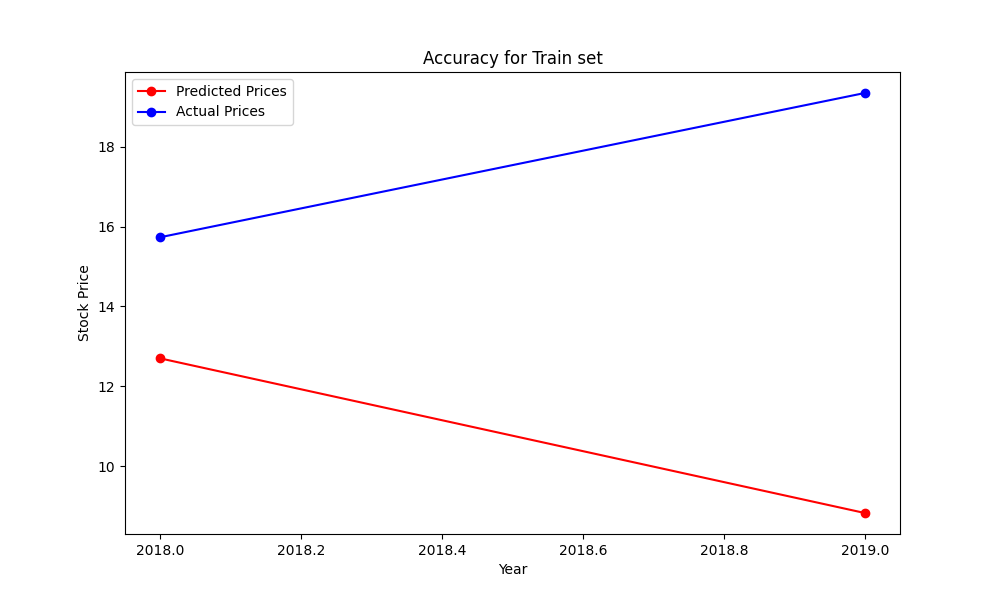 Accuracy for Train set
Predicted Prices
Actual Prices
Stock Price
18
16
14
12
10
2018.0 2018.2 2018.4 2018.6 2018.8 2019.0
Year